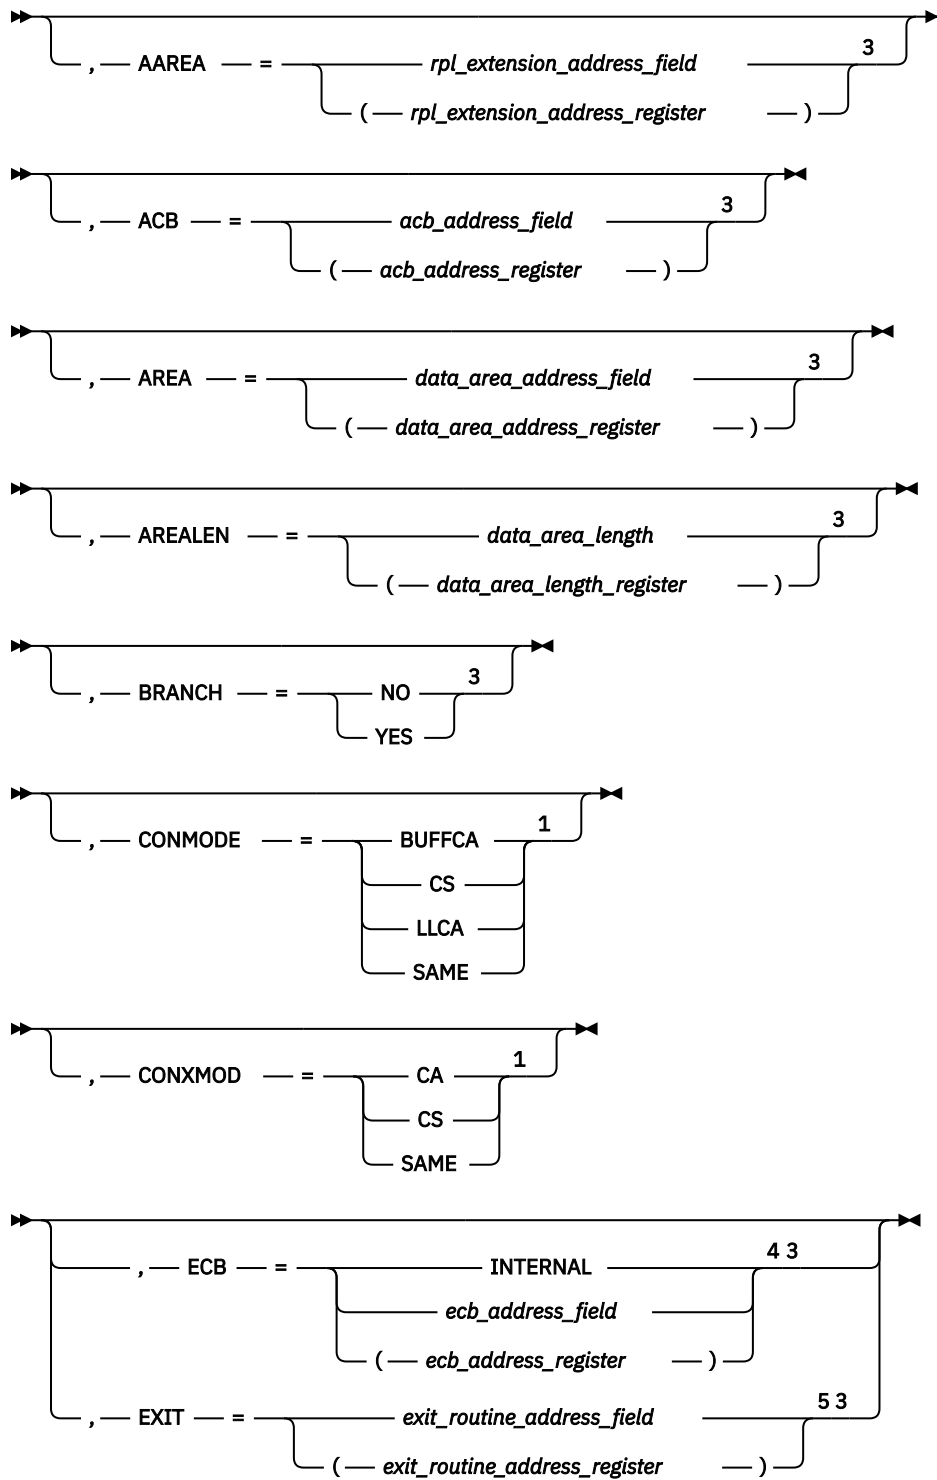 3
, AAREA = rpl_extension_address_field
( rpl_extension_address_register )
3
, ACB = acb_address_field
( acb_address_register )
3
, AREA = data_area_address_field
( data_area_address_register )
3
, AREALEN = data_area_length
( data_area_length_register )
3
, BRANCH = NO
YES
1
, CONMODE = BUFFCA
CS
LLCA
SAME
1
, CONXMOD = CA
CS
SAME
4 3
, ECB = INTERNAL
ecb_address_field
( ecb_address_register )
5 3
, EXIT = exit_routine_address_field
( exit_routine_address_register )